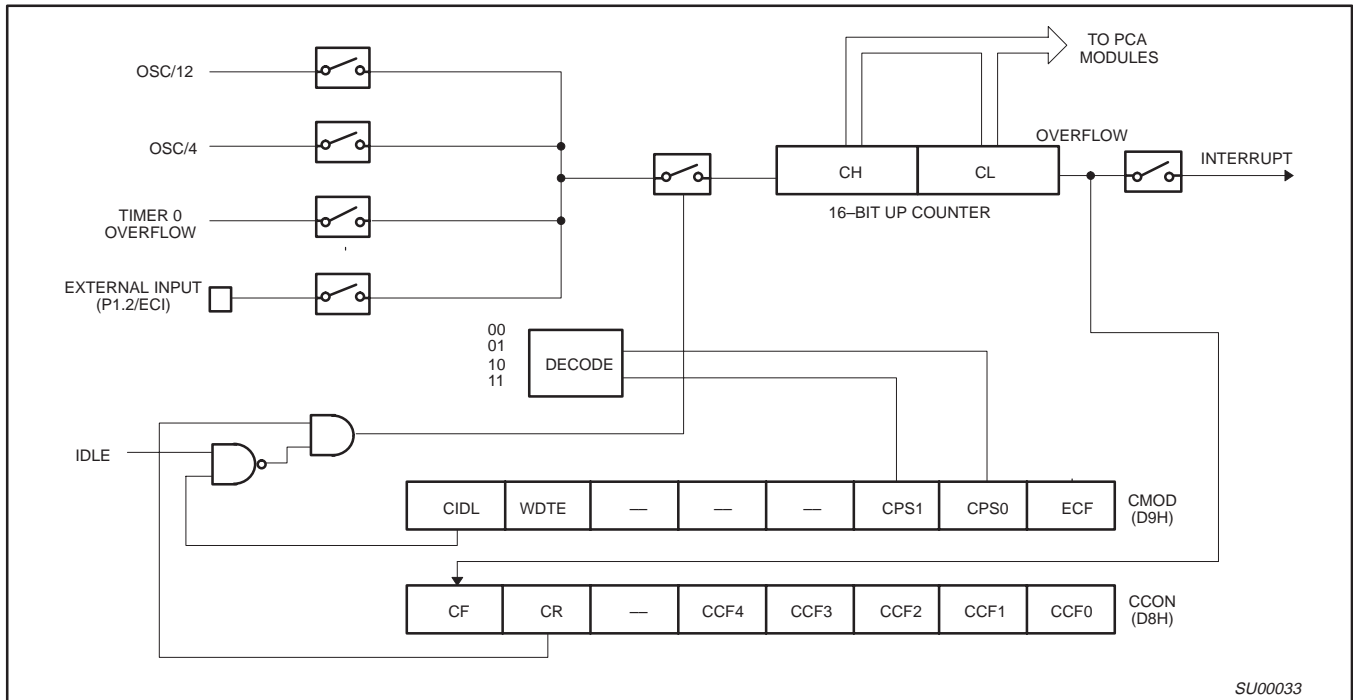 TO PCA
MODULES
OSC/12
OSC/4
OVERFLOW
INTERRUPT
CH
CL
16–BIT UP COUNTER
TIMER 0
OVERFLOW
EXTERNAL INPUT
(P1.2/ECI)
00
01
10
11
DECODE
IDLE
CIDL
WDTE
––
––
––
CPS1
CPS0
ECF
CMOD
(D9H)
CF
CR
––
CCF4
CCF3
CCF2
CCF1
CCF0
CCON
(D8H)
SU00033